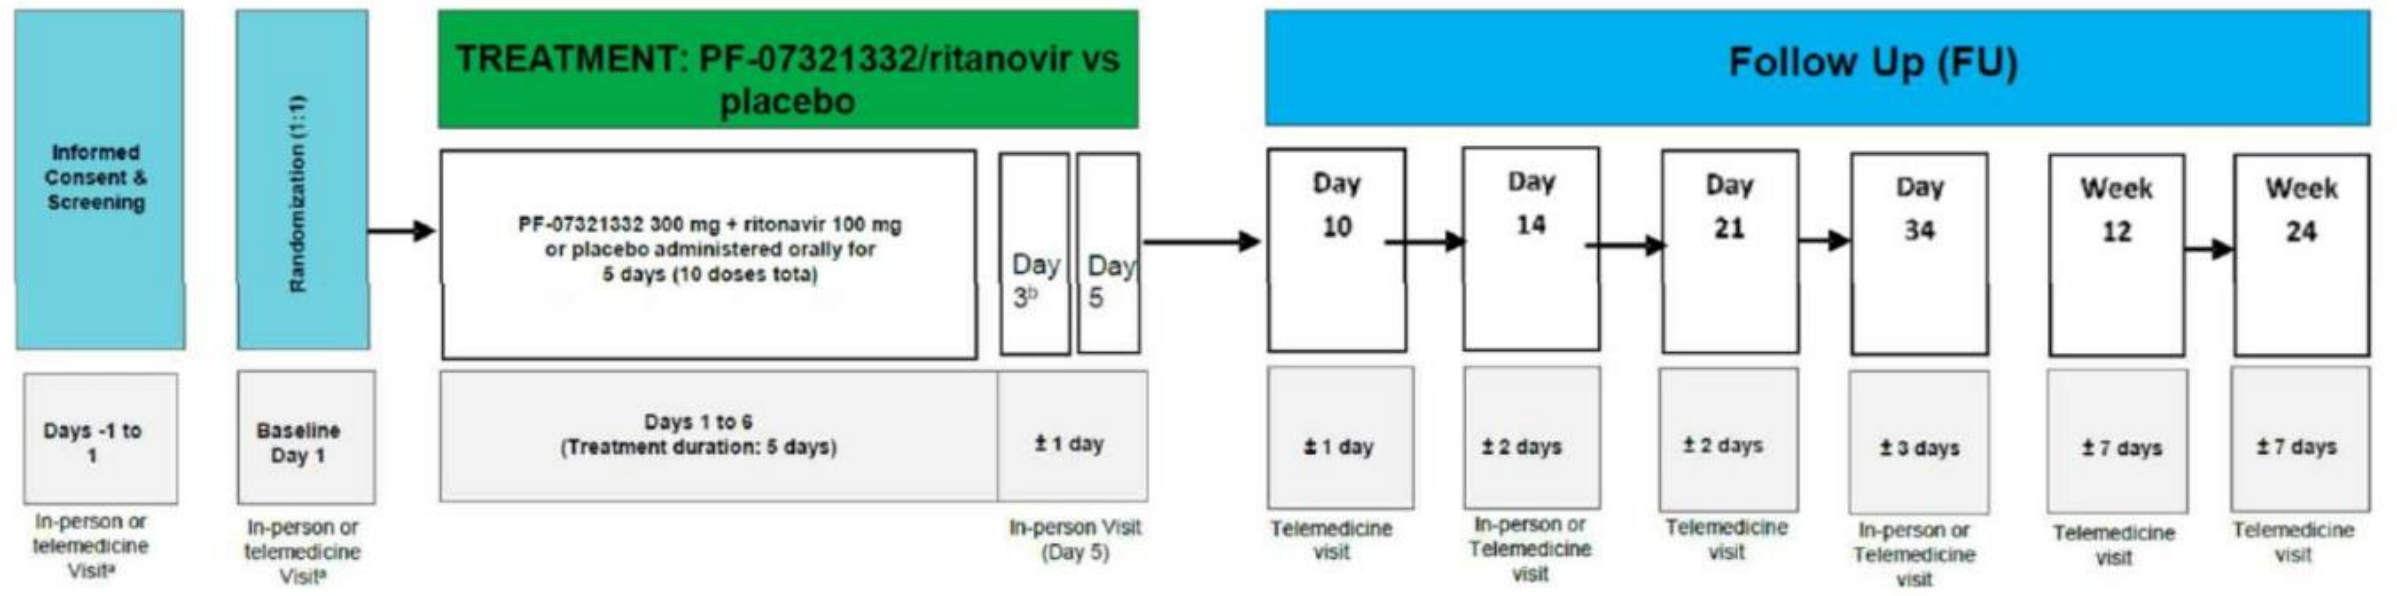 TREATMENT: PF-07321332/ritanovir vs
placebo
Follow Up (FU)
Informed
Consent &
Screening
Randomization (1:1)
PF-07321332 300 mg + ritonavir 100 mg
or placebo administered orally for
5 days (10 doses tota)
Day
3ᵇ
Day
5
Day
10
Day
14
Day
21
Day
34
Week
12
Week
24
Days -1 to
1
Baseline
Day 1
Days 1 to 6
(Treatment duration: 5 days)
± 1 day
± 1 day
± 2 days
± 2 days
± 3 days
± 7 days
± 7 days
In-person or
telemedicine
Visitᵃ
In-person or
telemedicine
Visitᵃ
In-person Visit
(Day 5)
Telemedicine
visit
In-person or
Telemedicine
visit
Telemedicine
visit
In-person or
Telemedicine
visit
Telemedicine
visit
Telemedicine
visit